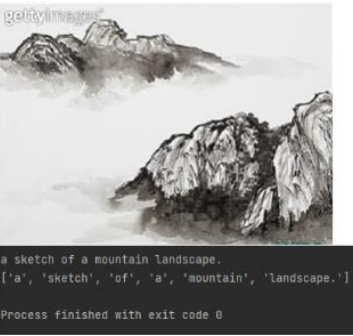 gettyimages
a sketch of a mountain landscape.
['a', 'sketch', 'of', 'a', 'mountain', 'landscape.']
Process finished with exit code 0